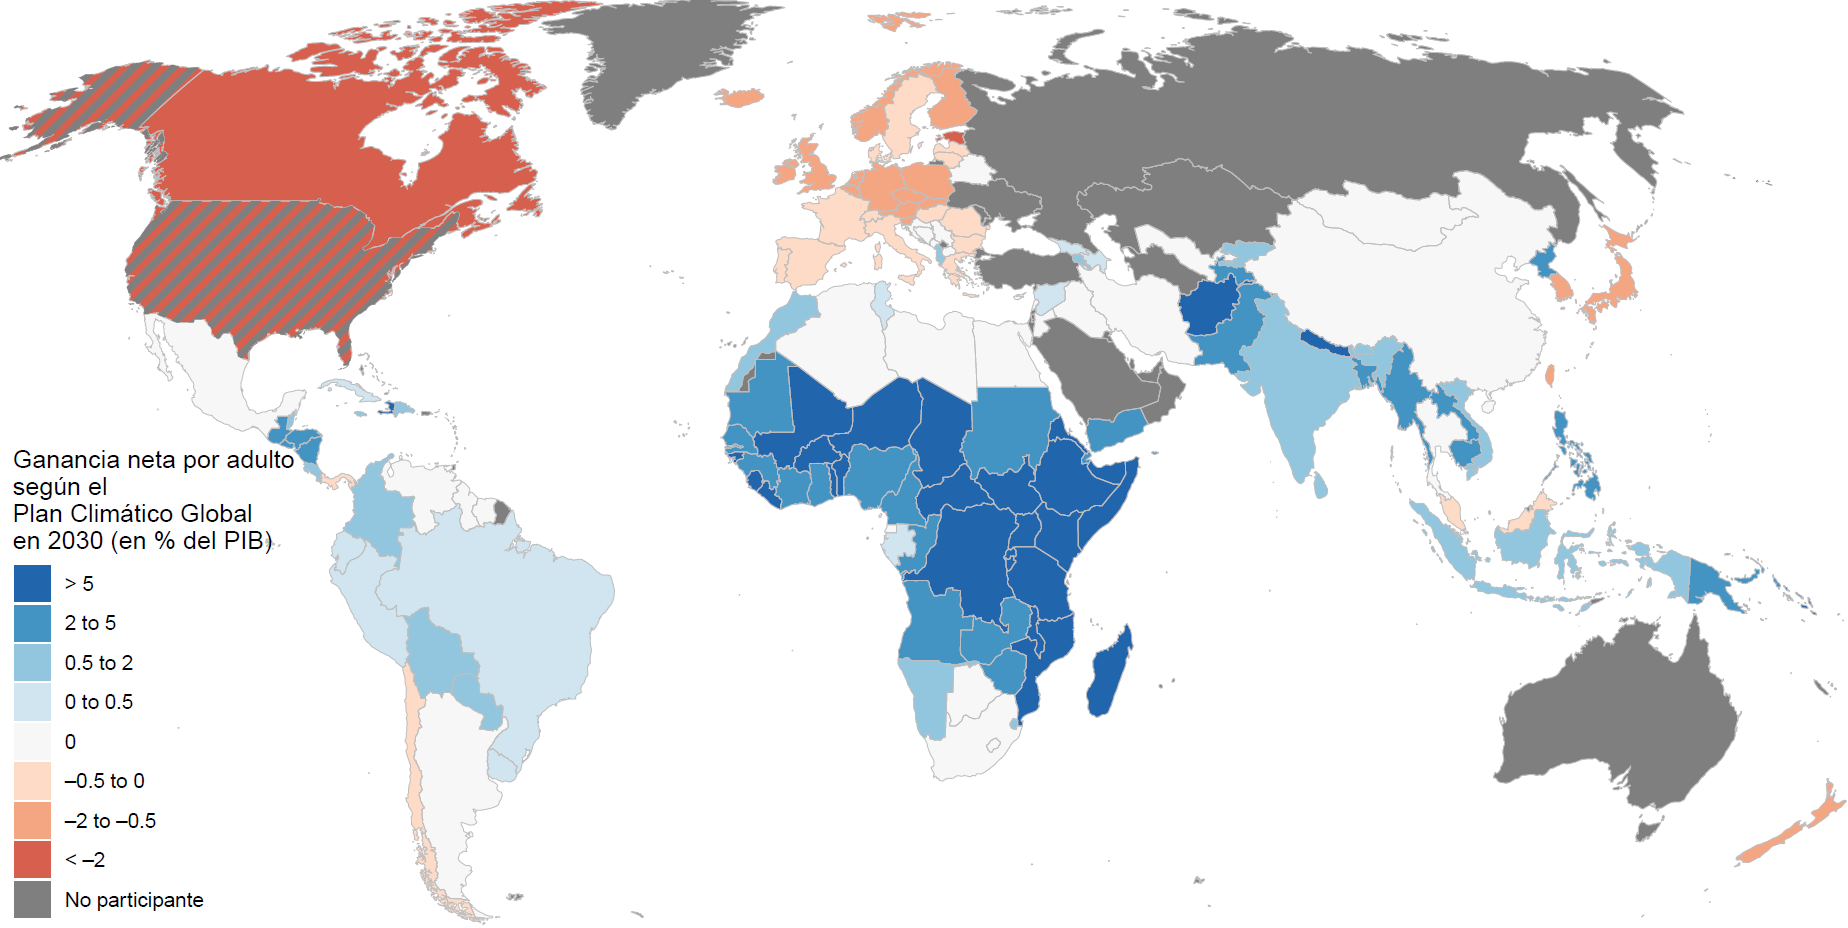 Ganancia neta por adulto
según el
Plan Climático Global
en 2030 (en % del PIB)
> 5
2 to 5
0.5 to 2
0 to 0.5
0
–0.5 to 0
–2 to –0.5
< –2
No participante